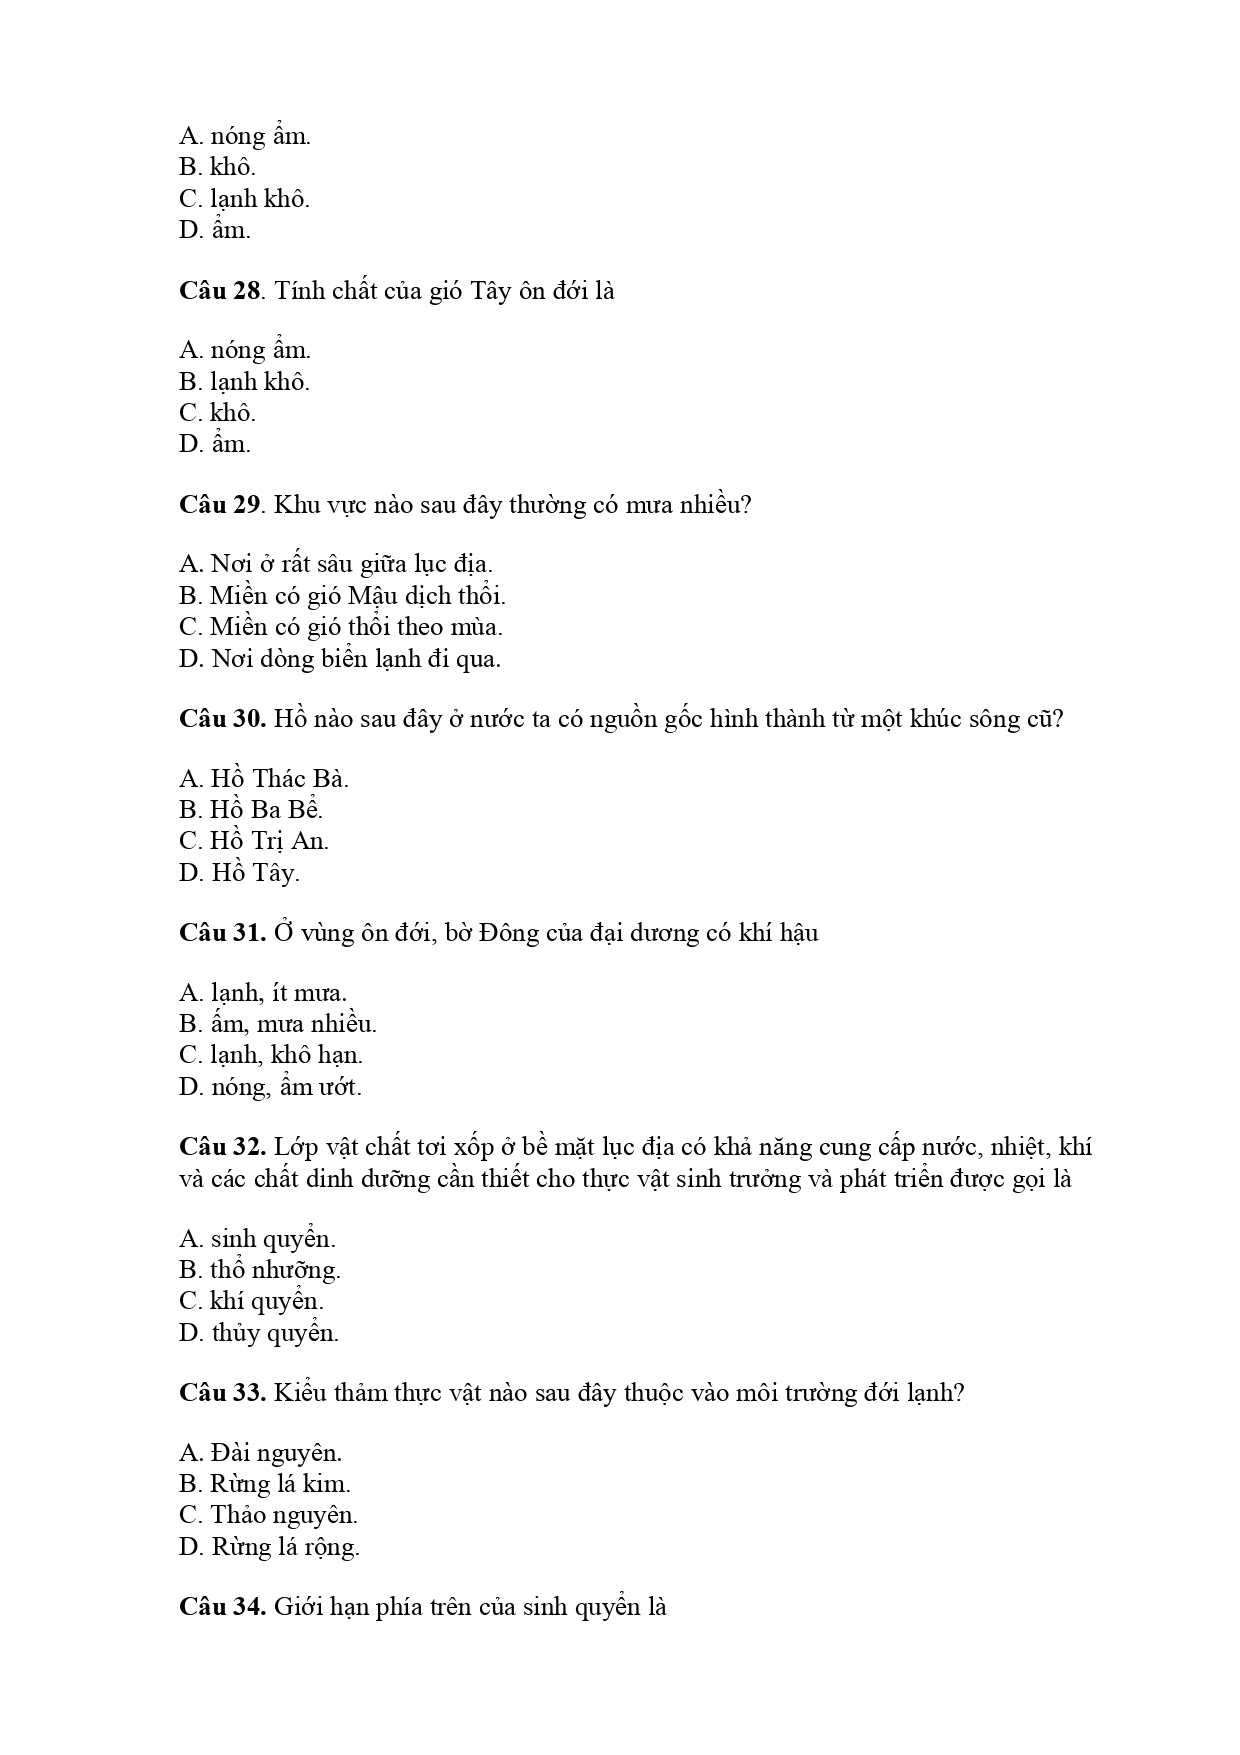 A. nóng ẩm.
B. khô.
C. lạnh khô.
D. ẩm.
Câu 28. Tính chất của gió Tây ôn đới là
A. nóng ẩm.
B. lạnh khô.
C. khô.
D. ẩm.
Câu 29. Khu vực nào sau đây thường có mưa nhiều?
A. Nơi ở rất sâu giữa lục địa.
B. Miền có gió Mậu dịch thổi.
C. Miền có gió thổi theo mùa.
D. Nơi dòng biển lạnh đi qua.
Câu 30. Hồ nào sau đây ở nước ta có nguồn gốc hình thành từ một khúc sông cũ?
A. Hồ Thác Bà.
B. Hồ Ba Bể.
C. Hồ Trị An.
D. Hồ Tây.
Câu 31. Ở vùng ôn đới, bờ Đông của đại dương có khí hậu
A. lạnh, ít mưa.
B. ấm, mưa nhiều.
C. lạnh, khô hạn.
D. nóng, ẩm ướt.
Câu 32. Lớp vật chất tơi xốp ở bề mặt lục địa có khả năng cung cấp nước, nhiệt, khí
và các chất dinh dưỡng cần thiết cho thực vật sinh trưởng và phát triển được gọi là
A. sinh quyển.
B. thổ nhưỡng.
C. khí quyển.
D. thủy quyển.
Câu 33. Kiểu thảm thực vật nào sau đây thuộc vào môi trường đới lạnh?
A. Đài nguyên.
B. Rừng lá kim.
C. Thảo nguyên.
D. Rừng lá rộng.
Câu 34. Giới hạn phía trên của sinh quyển là